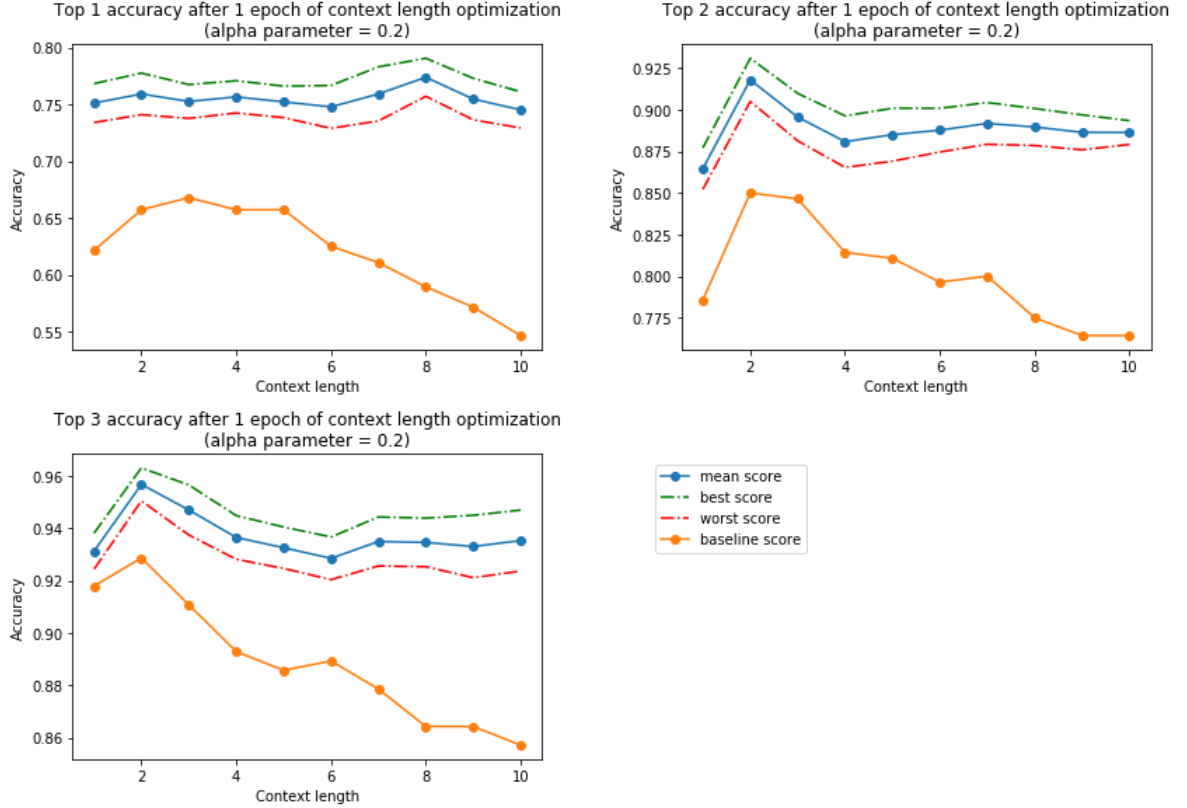 Top 1 accuracy after 1 epoch of context length optimization
(alpha parameter = 0.2)
0.80
0.75
0.70
0.65
0.60
0.55
Accuracy
2 4 6 8 10
Context length
Top 2 accuracy after 1 epoch of context length optimization
(alpha parameter = 0.2)
0.925
0.900
0.875
0.850
0.825
0.800
0.775
Accuracy
2 4 6 8 10
Context length
Top 3 accuracy after 1 epoch of context length optimization
(alpha parameter = 0.2)
0.96
0.94
0.92
0.90
0.88
0.86
Accuracy
2 4 6 8 10
Context length
mean score
best score
worst score
baseline score